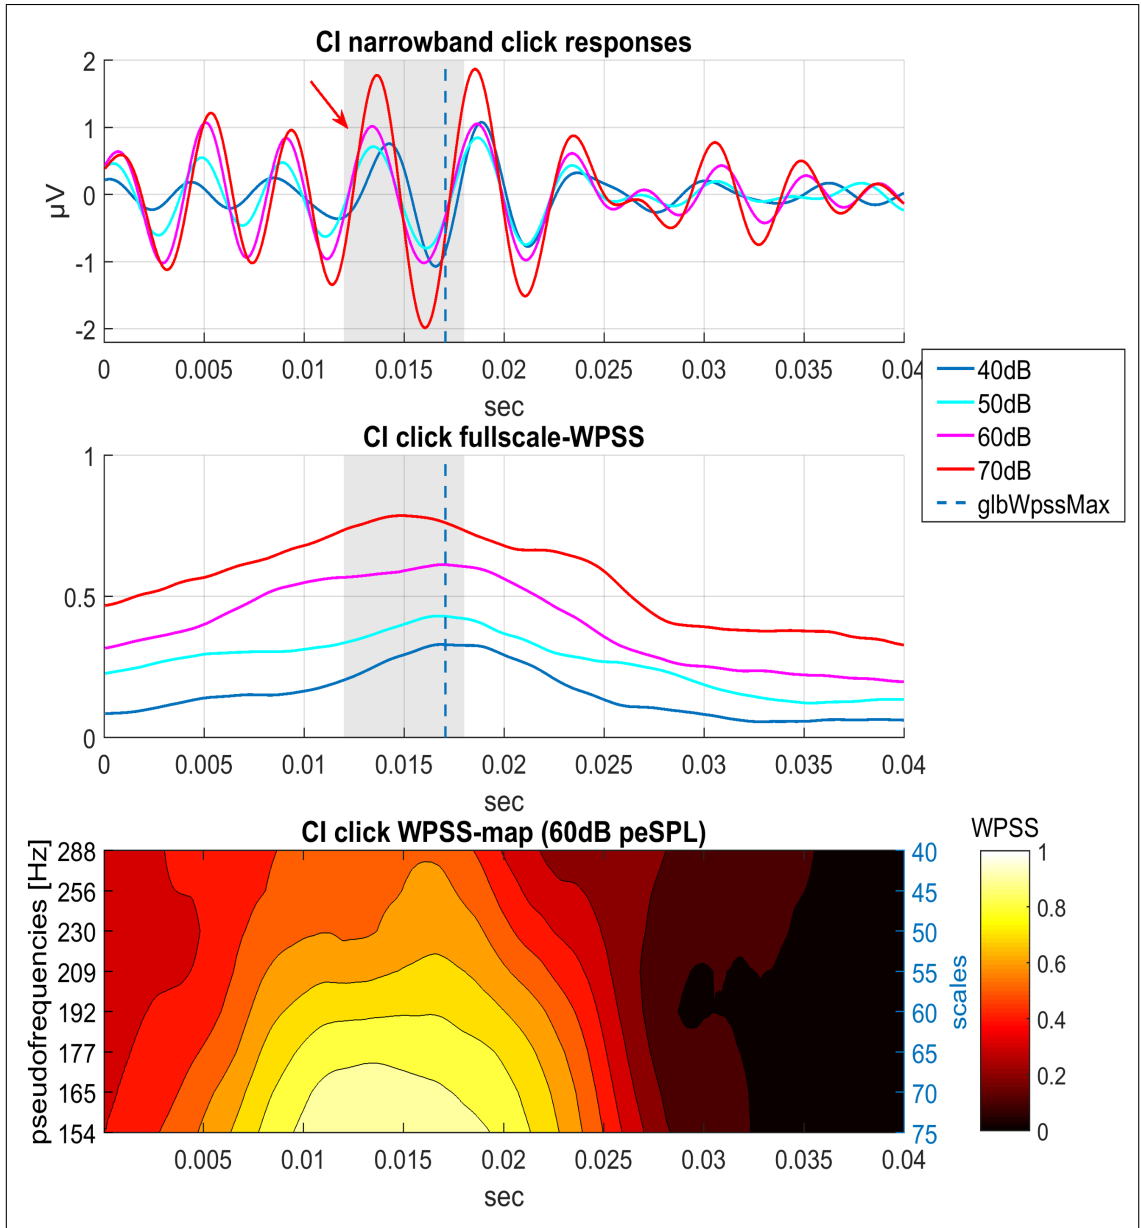 CI narrowband click responses
2
1
0
-1
-2
µV
0 0.005 0.01 0.015 0.02 0.025 0.03 0.035 0.04
sec
40dB
50dB
60dB
70dB
glbWpssMax
CI click fullscale-WPSS
1
0.5
0
0 0.005 0.01 0.015 0.02 0.025 0.03 0.035 0.04
sec
CI click WPSS-map (60dB peSPL)
pseudofrequencies [Hz]
288
256
230
209
192
177
165
154
40
45
50
55
60
65
70
75
scales
WPSS
1
0.8
0.6
0.4
0.2
0
0.005 0.01 0.015 0.02 0.025 0.03 0.035 0.04
sec